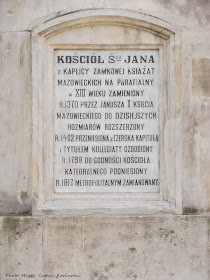 KOŚCIÓŁ ŚGO JANA
Z KAPLICY ZAMKOWEJ KSIĄŻĄT
MAZOWIECKICH NA PARAFIALNY
W XIII WIEKU ZAMIENIONY
R.1370 PRZEZ JANUSZA I KSIĘCIA
MAZOWIECKIEGO DO DZISIEJSZYCH
ROZMIARÓW ROZSZERZONY
R.1402 PRZENIESIONĄ Z CZERSKA KAPITUŁĄ
I TYTUŁEM KOLLEGIATY OZDOBIONY
R.1798 DO GODNOŚCI KOŚCIOŁA
KATEDRALNEGO PODNIESIONY
R.1817 METROPOLITALNYM ZAMIANOWANY